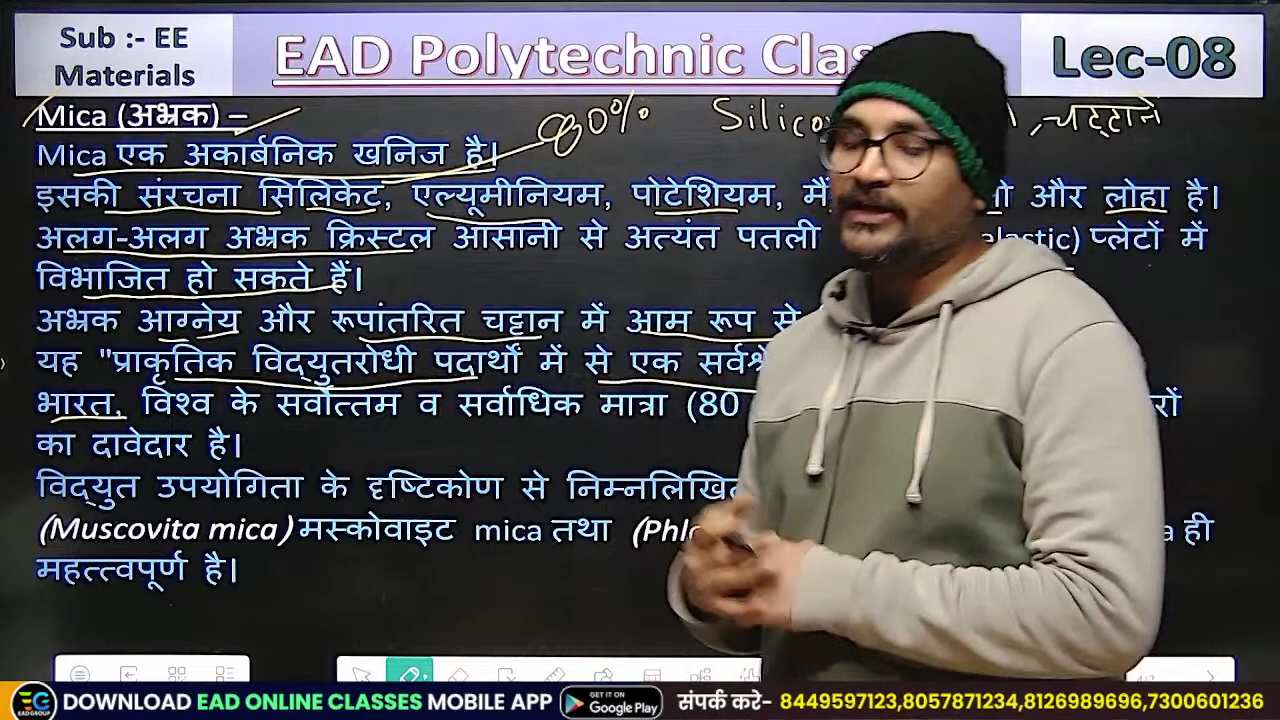 Sub :- EE
Materials
EAD Polytechnic Clas
Lec-08
Mica (अभ्रक) –
80% Silico , चट्टाने
Mica एक अकार्बनिक खनिज है।
इसकी संरचना सिलिकेट, एल्यूमीनियम, पोटेशियम, और लोहा है।
अलग-अलग अभ्रक क्रिस्टल आसानी से अत्यंत पतली elastic) प्लेटों में
विभाजित हो सकते हैं।
अभ्रक आग्नेय और रूपांतरित चट्टान में आम रूप से
यह "प्राकृतिक विद्युतरोधी पदार्थों में से एक
भारत, विश्व के सर्वोत्तम व सर्वाधिक मात्रा (80
का दावेदार है।
विद्युत उपयोगिता के दृष्टिकोण से निम्नलिखित
(Muscovita mica) मस्कोवाइट mica तथा ही
महत्त्वपूर्ण है।
EG
EAD GROUP
DOWNLOAD EAD ONLINE CLASSES MOBILE APP
GET IT ON
Google Play
संपर्क करे- 8449597123,8057871234,8126989696,7300601236